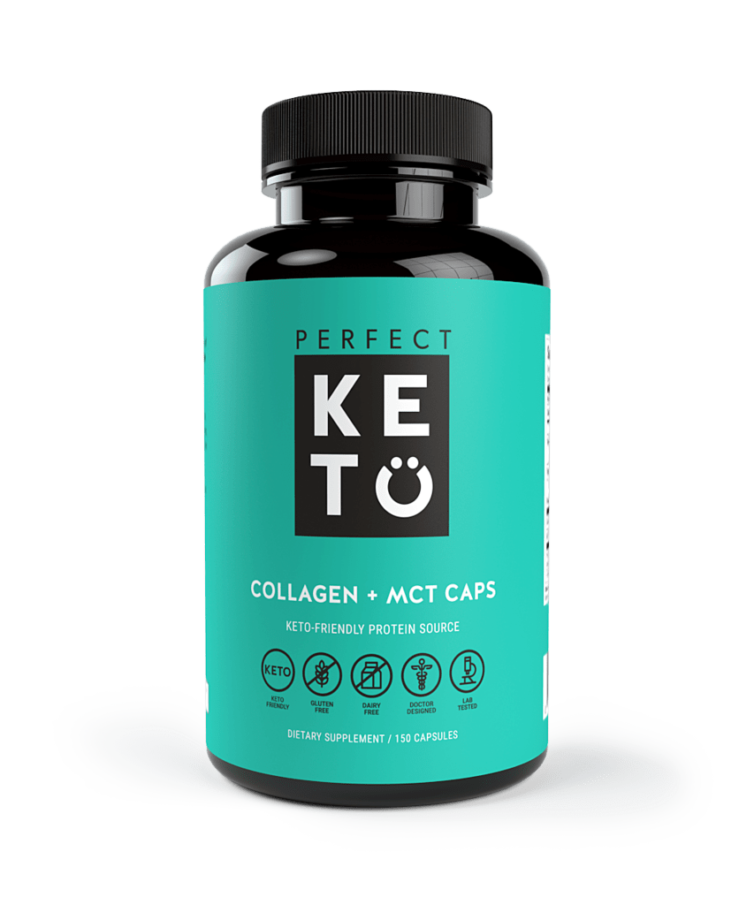 PERFECT
KE
TÖ
COLLAGEN + MCT CAPS
KETO-FRIENDLY PROTEIN SOURCE
KETO
KETO
FRIENDLY
GLUTEN
FREE
DAIRY
FREE
DOCTOR
DESIGNED
LAB
TESTED
DIETARY SUPPLEMENT / 150 CAPSULES